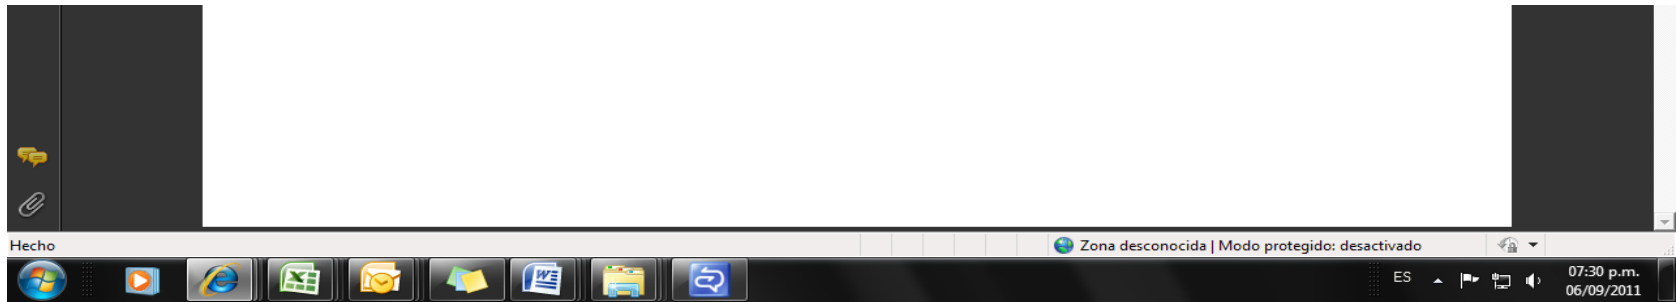 Hecho
Zona desconocida | Modo protegido: desactivado
ES
07:30 p.m.
06/09/2011